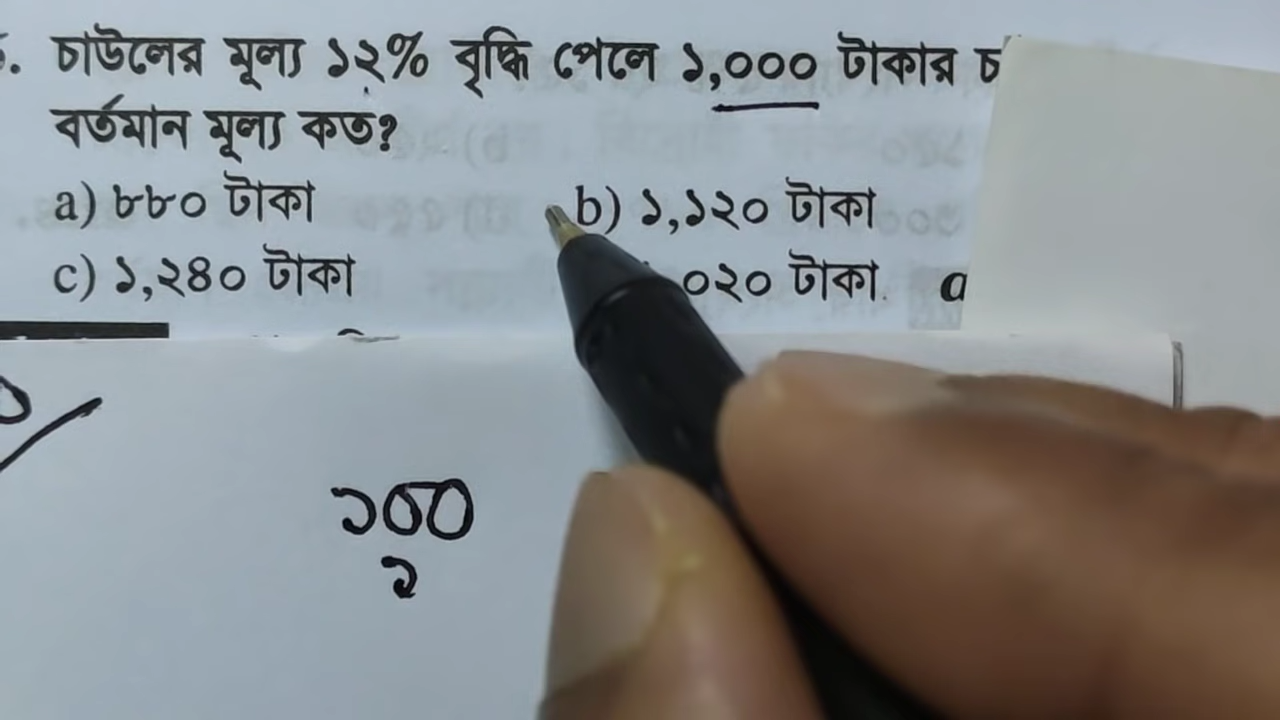 . চাউলের মূল্য ১২% বৃদ্ধি পেলে ১,০০০ টাকার চ
বর্তমান মূল্য কত?
a) ৮৮০ টাকা b) ১,১২০ টাকা
c) ১,২৪০ টাকা ০২০ টাকা a
১০০
১